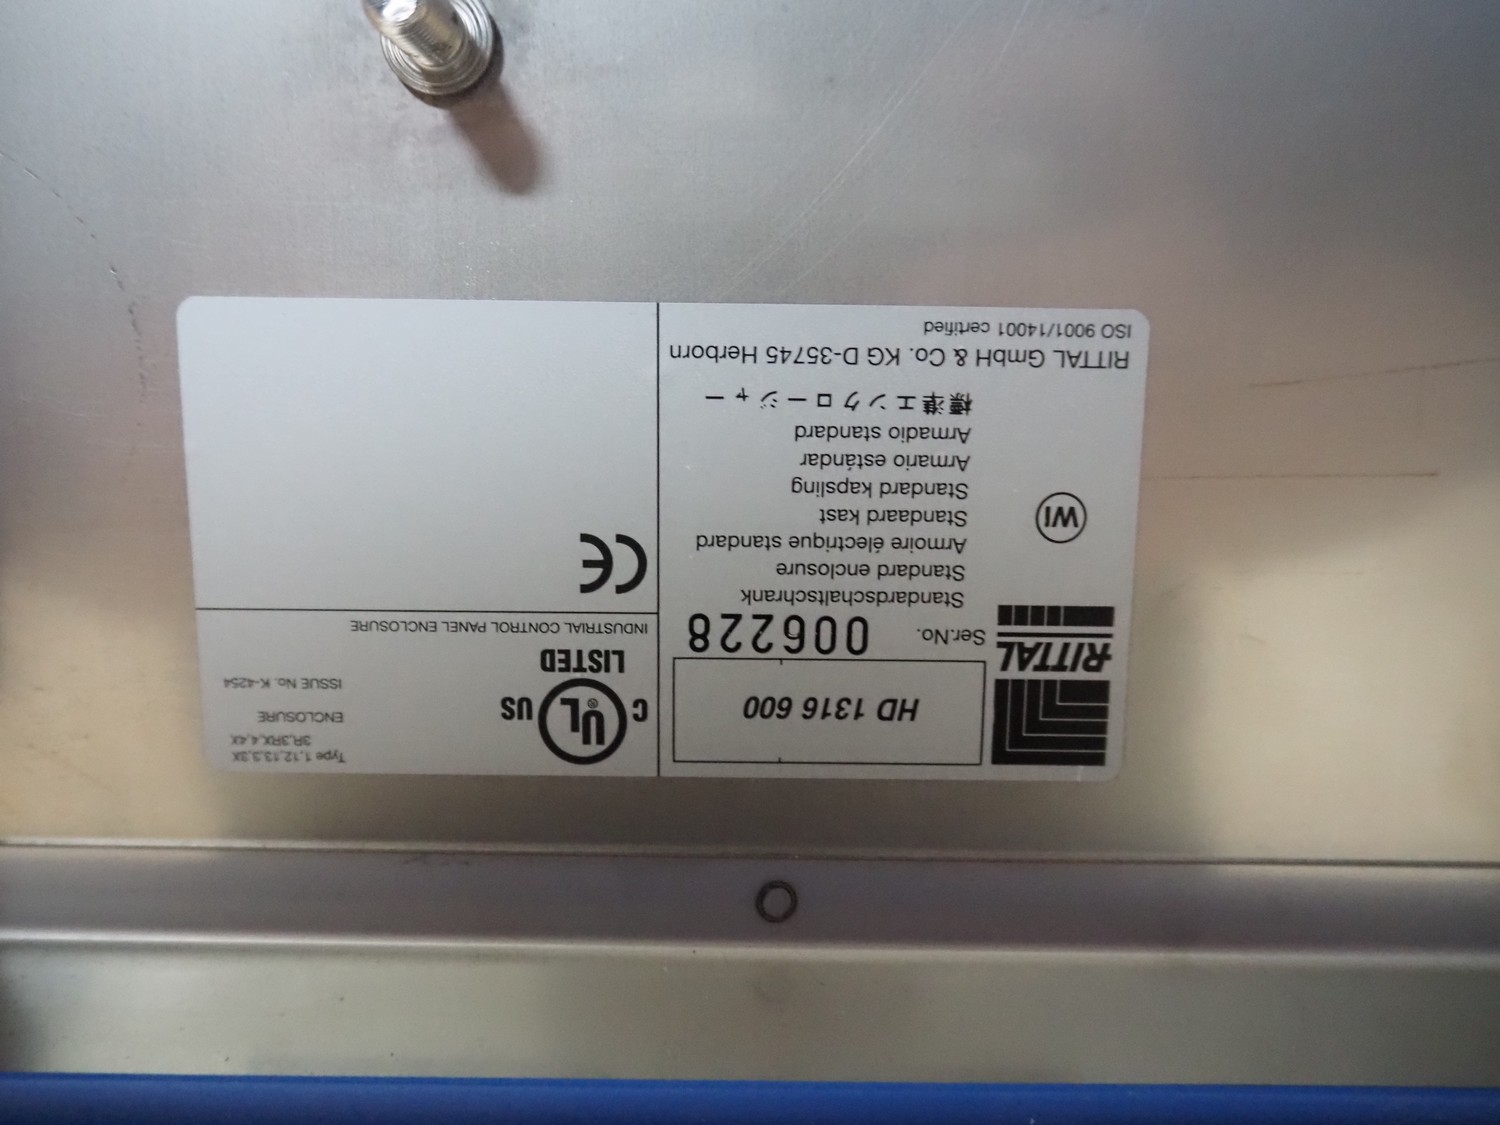 RITTAL
HD 1316 600
Ser.No. 006228
Standardschaltschrank
Standard enclosure
Armoire électrique standard
Standaard kast
Standard kapsling
Armario estándar
Armadio standard
標準エンクロージャー
WI
RITTAL GmbH & Co. KG D-35745 Herborn
ISO 9001/14001 certified
C UL® US
LISTED
Type 1,12,13,3,3X
3R,3RX,4,4X
ENCLOSURE
ISSUE No. K-4254
INDUSTRIAL CONTROL PANEL ENCLOSURE
CE